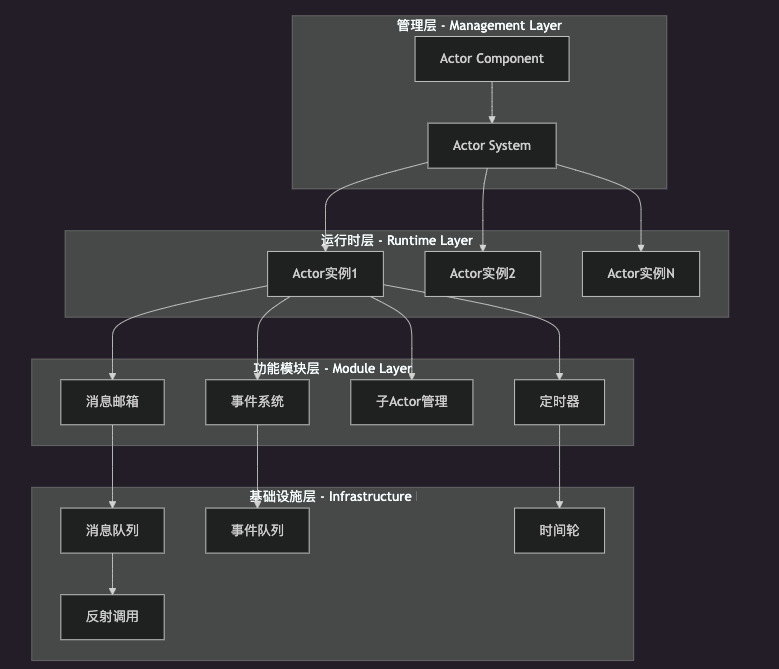 管理层 - Management Layer
Actor Component
Actor System
运行时层 - Runtime Layer
Actor实例1
Actor实例2
Actor实例N
功能模块层 - Module Layer
消息邮箱
事件系统
子Actor管理
定时器
基础设施层 - Infrastructure
消息队列
事件队列
时间轮
反射调用